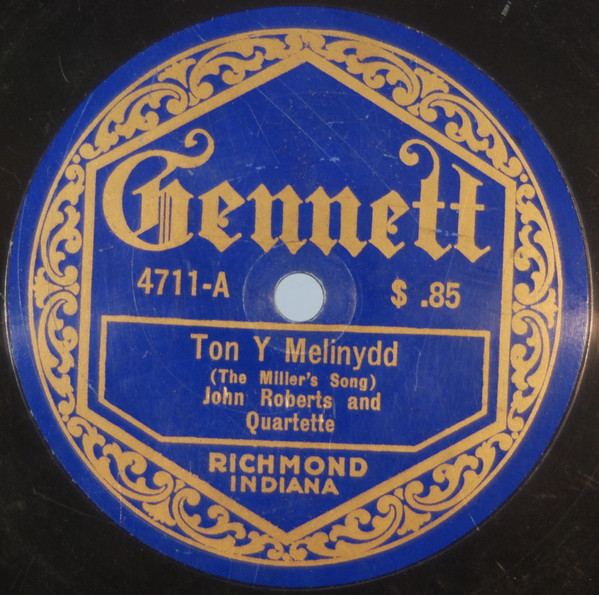 Gennett
4711-A $ .85
Ton Y Melinydd
(The Miller's Song)
John Roberts and
Quartette
RICHMOND
INDIANA